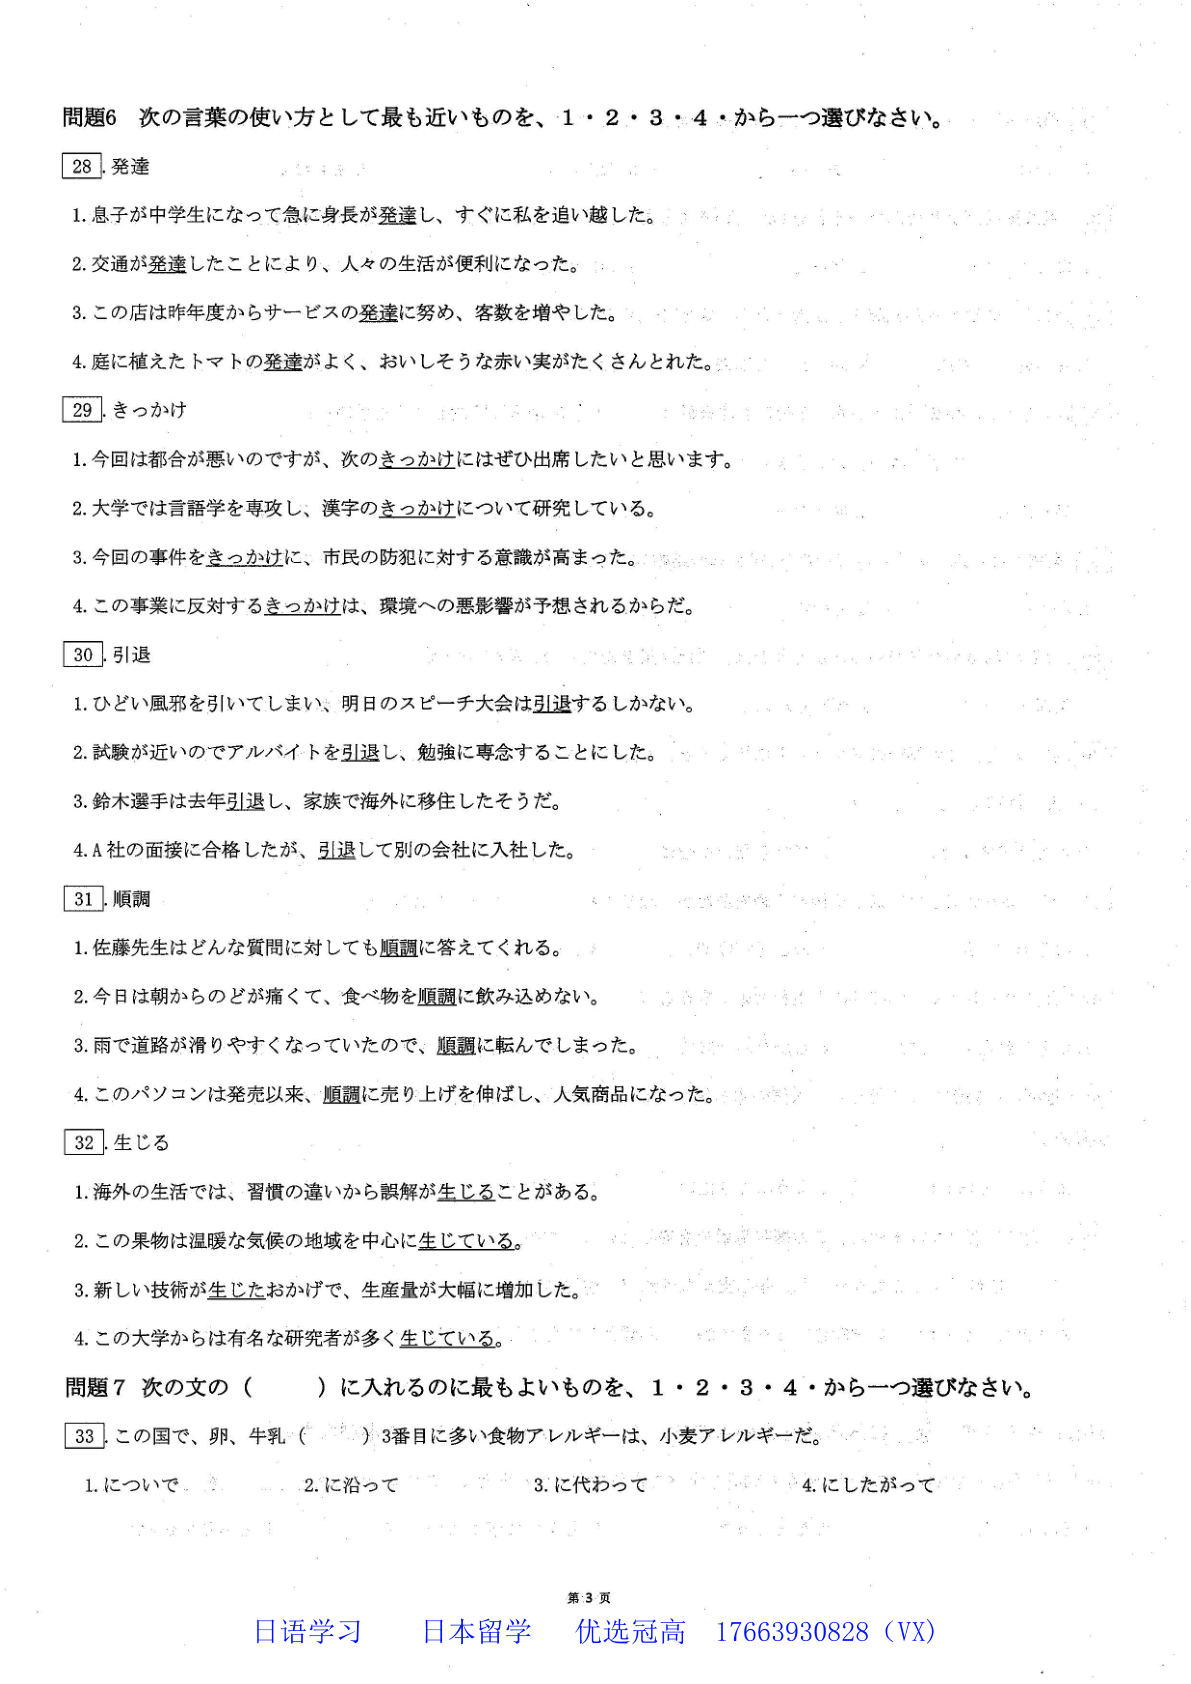 問題6　次の言葉の使い方として最も近いものを、１・２・３・４・から一つ選びなさい。
28.発達
1.息子が中学生になって急に身長が発達し、すぐに私を追い越した。
2.交通が発達したことにより、人々の生活が便利になった。
3.この店は昨年度からサービスの発達に努め、客数を増やした。
4.庭に植えたトマトの発達がよく、おいしそうな赤い実がたくさんとれた。
29.きっかけ
1.今回は都合が悪いのですが、次のきっかけにはぜひ出席したいと思います。
2.大学では言語学を専攻し、漢字のきっかけについて研究している。
3.今回の事件をきっかけに、市民の防犯に対する意識が高まった。
4.この事業に反対するきっかけは、環境への悪影響が予想されるからだ。
30.引退
1.ひどい風邪を引いてしまい、明日のスピーチ大会は引退するしかない。
2.試験が近いのでアルバイトを引退し、勉強に専念することにした。
3.鈴木選手は去年引退し、家族で海外に移住したそうだ。
4.A社の面接に合格したが、引退して別の会社に入社した。
31.順調
1.佐藤先生はどんな質問に対しても順調に答えてくれる。
2.今日は朝からのどが痛くて、食べ物を順調に飲み込めない。
3.雨で道路が滑りやすくなっていたので、順調に転んでしまった。
4.このパソコンは発売以来、順調に売り上げを伸ばし、人気商品になった。
32.生じる
1.海外の生活では、習慣の違いから誤解が生じることがある。
2.この果物は温暖な気候の地域を中心に生じている。
3.新しい技術が生じたおかげで、生産量が大幅に増加した。
4.この大学からは有名な研究者が多く生じている。
問題７ 次の文の（　　　）に入れるのに最もよいものを、１・２・３・４・から一つ選びなさい。
33.この国で、卵、牛乳（　　　）3番目に多い食物アレルギーは、小麦アレルギーだ。
1.について 2.に沿って 3.に代わって 4.にしたがって
第 3 页
日语学习 日本留学 优选冠高 17663930828（VX）